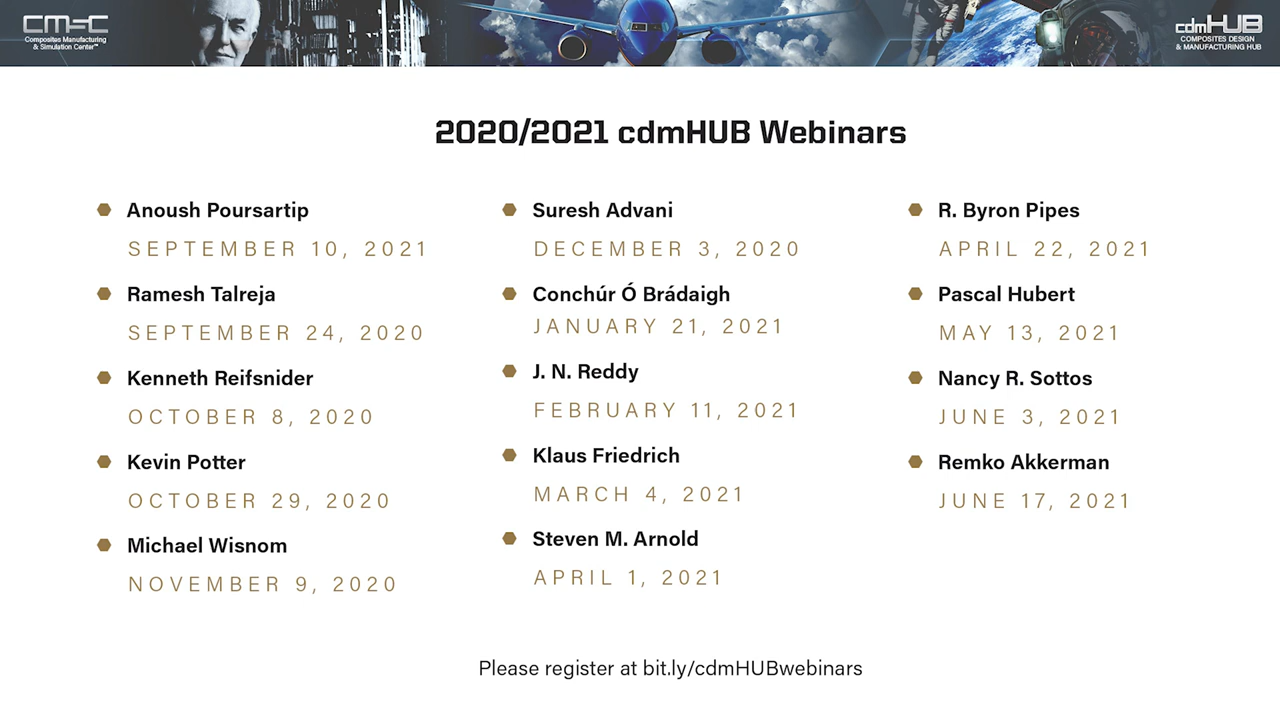 CMSC
Composites Manufacturing
& Simulation Center™
cdmHUB
COMPOSITES DESIGN
& MANUFACTURING HUB
2020/2021 cdmHUB Webinars
Anoush Poursartip
SEPTEMBER 10, 2021
Ramesh Talreja
SEPTEMBER 24, 2020
Kenneth Reifsnider
OCTOBER 8, 2020
Kevin Potter
OCTOBER 29, 2020
Michael Wisnom
NOVEMBER 9, 2020
Suresh Advani
DECEMBER 3, 2020
Conchúr Ó Brádaigh
JANUARY 21, 2021
J. N. Reddy
FEBRUARY 11, 2021
Klaus Friedrich
MARCH 4, 2021
Steven M. Arnold
APRIL 1, 2021
R. Byron Pipes
APRIL 22, 2021
Pascal Hubert
MAY 13, 2021
Nancy R. Sottos
JUNE 3, 2021
Remko Akkerman
JUNE 17, 2021
Please register at bit.ly/cdmHUBwebinars